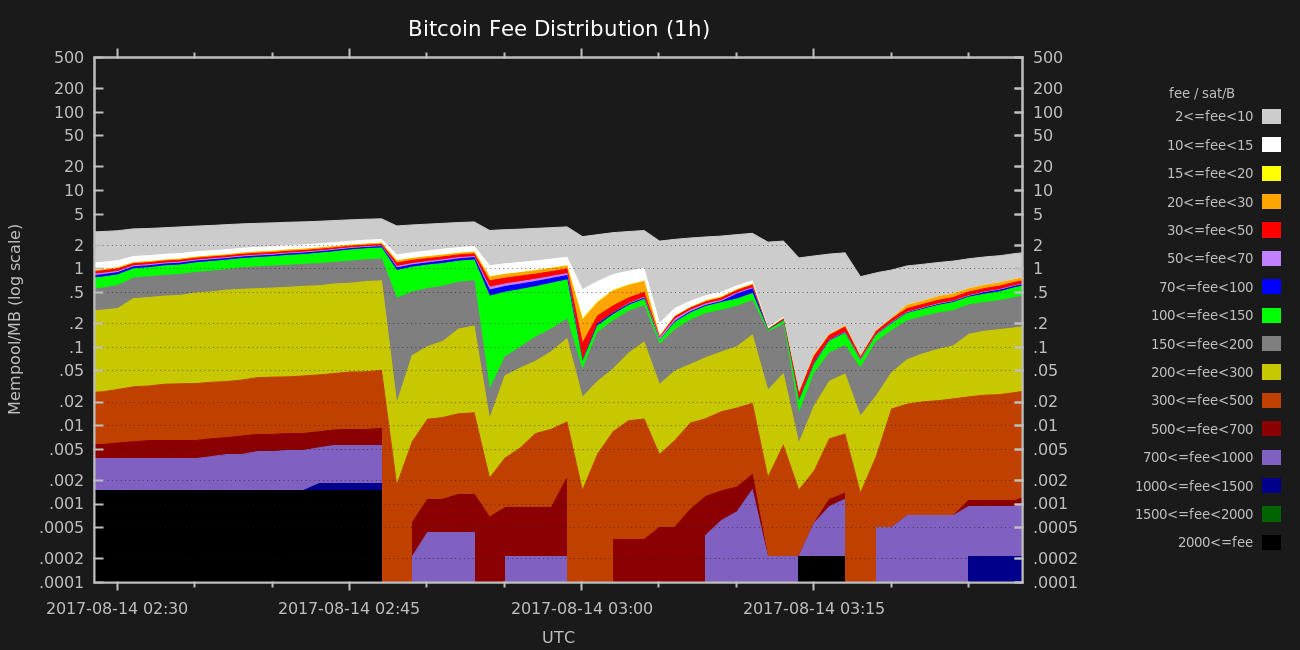 Bitcoin Fee Distribution (1h)
500 500
200 200
100 100
50 50
20 20
10 10
5 5
2 2
1 1
.5 .5
.2 .2
.1 .1
.05 .05
.02 .02
.01 .01
.005 .005
.002 .002
.001 .001
.0005 .0005
.0002 .0002
.0001 .0001
Mempool/MB (log scale)
2017-08-14 02:30 2017-08-14 02:45 2017-08-14 03:00 2017-08-14 03:15
UTC
fee / sat/B
2<=fee<10
10<=fee<15
15<=fee<20
20<=fee<30
30<=fee<50
50<=fee<70
70<=fee<100
100<=fee<150
150<=fee<200
200<=fee<300
300<=fee<500
500<=fee<700
700<=fee<1000
1000<=fee<1500
1500<=fee<2000
2000<=fee